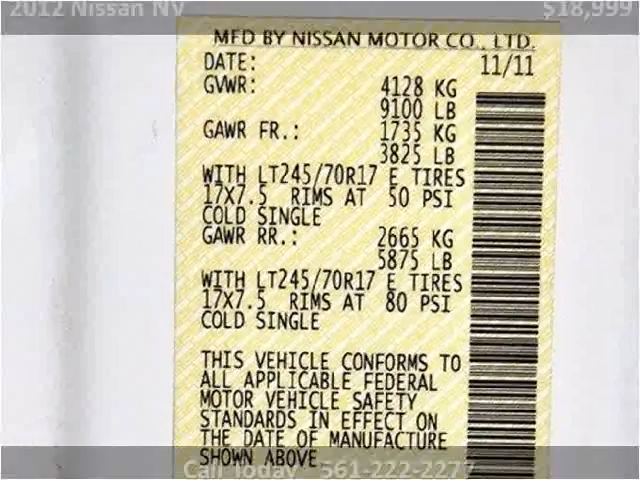 2012 Nissan NV $18,999
MFD BY NISSAN MOTOR CO., LTD.
DATE: 11/11
GVWR: 4128 KG
9100 LB
GAWR FR.: 1735 KG
3825 LB
WITH LT245/70R17 E TIRES
17X7.5 RIMS AT 50 PSI
COLD SINGLE
GAWR RR.: 2665 KG
5875 LB
WITH LT245/70R17 E TIRES
17X7.5 RIMS AT 80 PSI
COLD SINGLE
THIS VEHICLE CONFORMS TO
ALL APPLICABLE FEDERAL
MOTOR VEHICLE SAFETY
STANDARDS IN EFFECT ON
THE DATE OF MANUFACTURE
SHOWN ABOVE
Call Today 561-222-2277